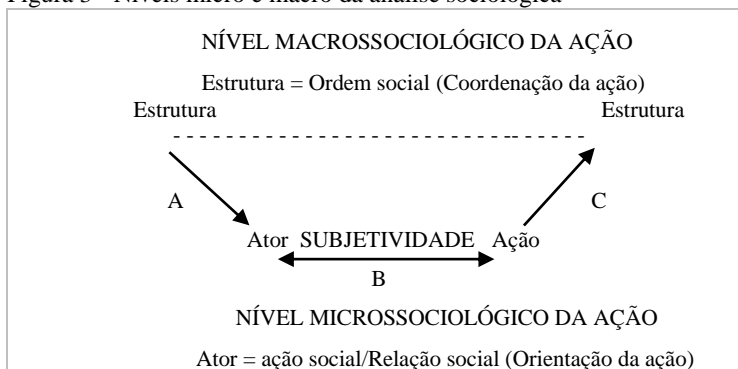 Figura 3 - Níveis micro e macro da análise sociológica
NÍVEL MACROSSOCIOLÓGICO DA AÇÃO
Estrutura = Ordem social (Coordenação da ação)
Estrutura Estrutura
A C
Ator SUBJETIVIDADE Ação
B
NÍVEL MICROSSOCIOLÓGICO DA AÇÃO
Ator = ação social/Relação social (Orientação da ação)